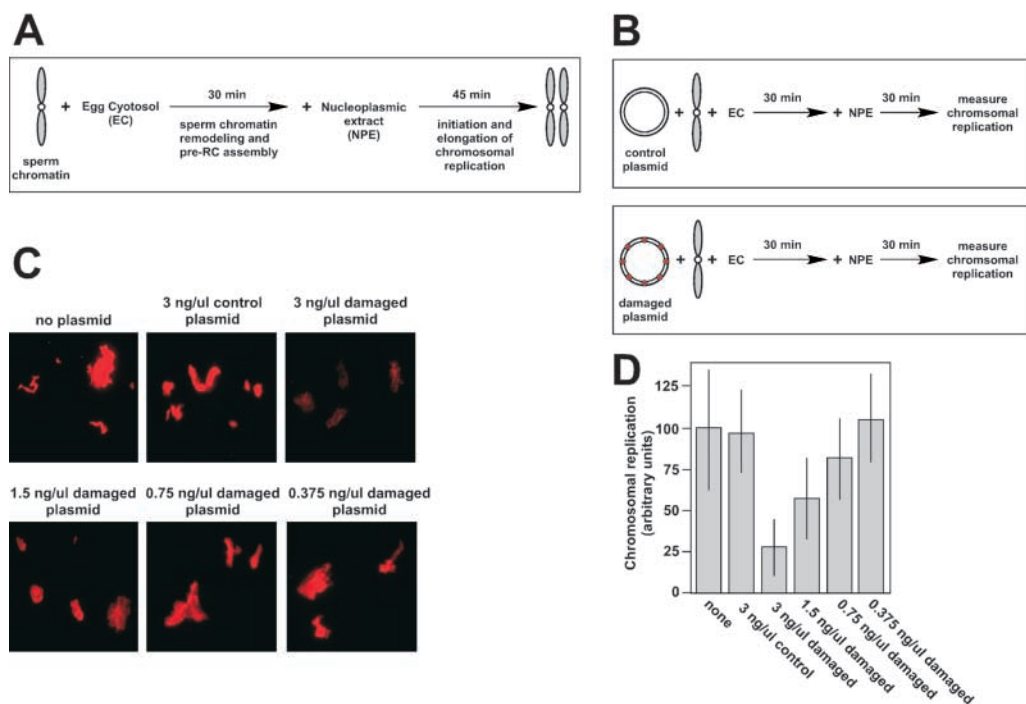 A
sperm
chromatin
+
Egg Cyotosol
(EC)
30 min
sperm chromatin
remodeling and
pre-RC assembly
+
Nucleoplasmic
extract
(NPE)
45 min
initiation and
elongation of
chromosomal
replication
B
control
plasmid
+ + EC
30 min
+ NPE
30 min
measure
chromsomal
replication
damaged
plasmid
+ + EC
30 min
+ NPE
30 min
measure
chromsomal
replication
C
no plasmid
3 ng/ul control
plasmid
3 ng/ul damaged
plasmid
1.5 ng/ul damaged
plasmid
0.75 ng/ul damaged
plasmid
0.375 ng/ul damaged
plasmid
D
Chromosomal replication
(arbitrary units)
125
100
75
50
25
0
none
3 ng/ul control
3 ng/ul damaged
1.5 ng/ul damaged
0.75 ng/ul damaged
0.375 ng/ul damaged